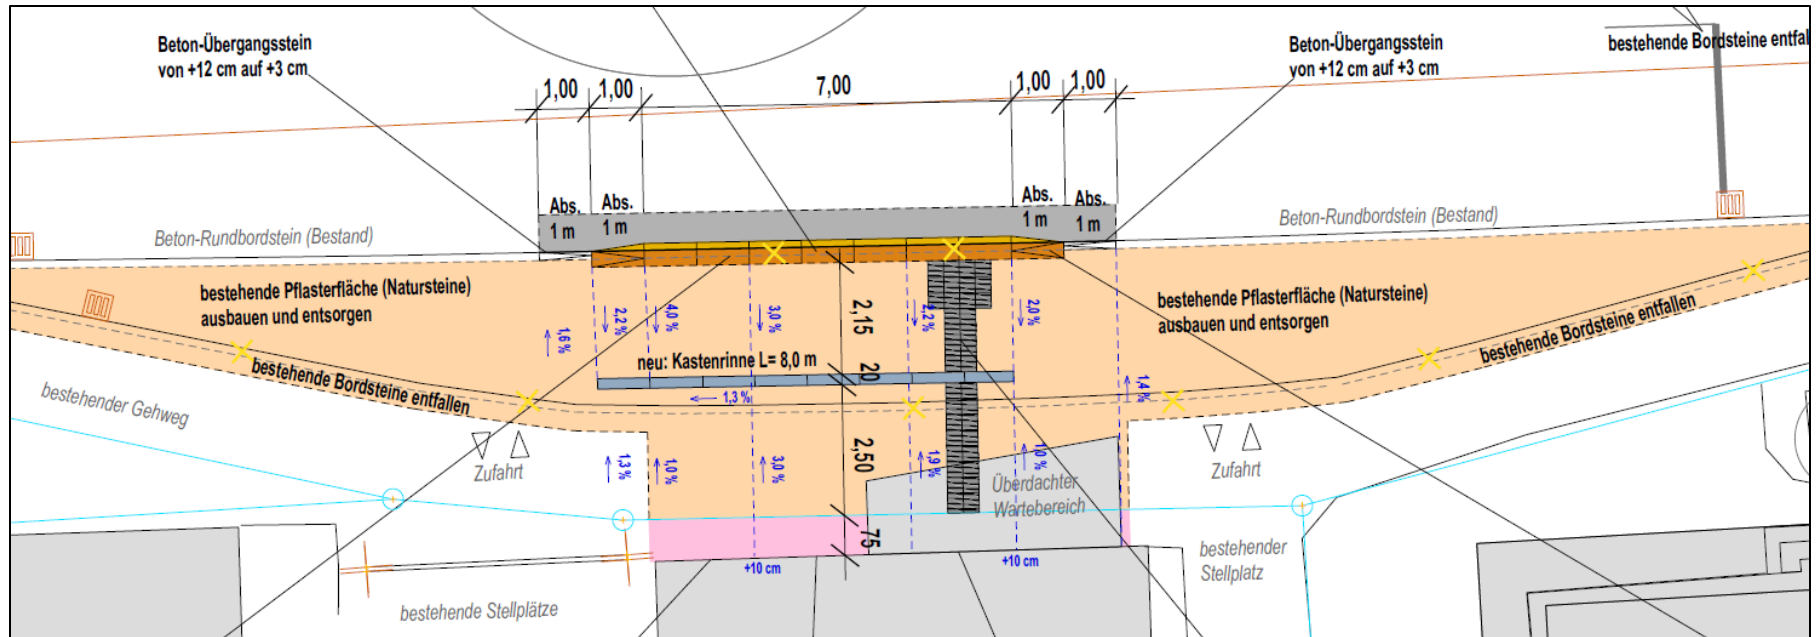 Beton-Übergangsstein
von +12 cm auf +3 cm
Beton-Übergangsstein
von +12 cm auf +3 cm
bestehende Bordsteine entfal
1,00
1,00
7,00
1,00
1,00
Abs.
1 m
Abs.
1 m
Abs.
1 m
Abs.
1 m
Beton-Rundbordstein (Bestand)
Beton-Rundbordstein (Bestand)
bestehende Pflasterfläche (Natursteine)
ausbauen und entsorgen
bestehende Pflasterfläche (Natursteine)
ausbauen und entsorgen
1,6 %
2,2 %
4,0 %
3,0 %
2,15
2,2 %
2,0 %
bestehende Bordsteine entfallen
bestehende Bordsteine entfallen
neu: Kastenrinne L= 8,0 m
20
1,3 %
1,4 %
bestehender Gehweg
Zufahrt
1,3 %
1,0 %
3,0 %
2,50
1,9 %
1,0 %
Zufahrt
Überdachter
Wartebereich
75
+10 cm
+10 cm
bestehender
Stellplatz
bestehende Stellplätze